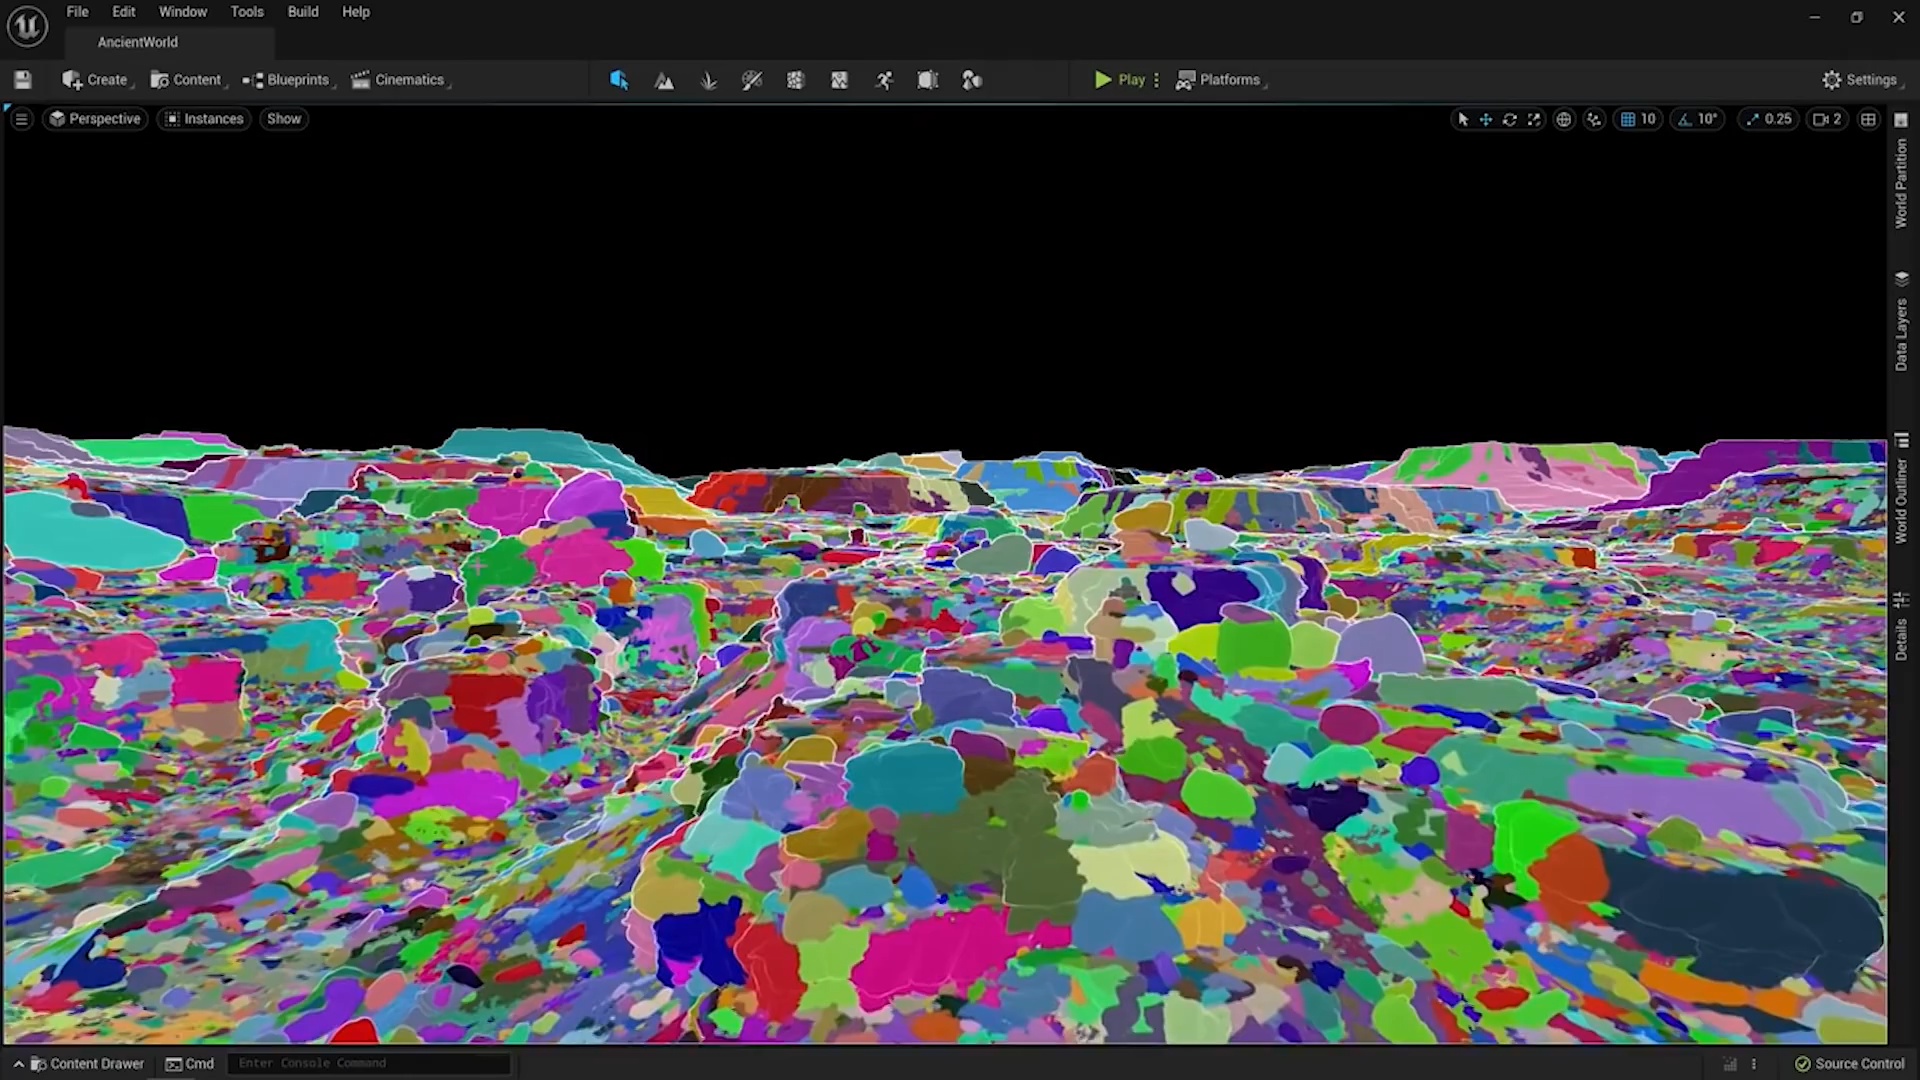 File Edit Window Tools Build Help
AncientWorld
Create Content Blueprints Cinematics Play Platforms Settings
Perspective Instances Show 10 10° 0.25 2
World Partition
Data Layers
World Outliner
Details
Content Drawer Cmd Enter Console Command Source Control